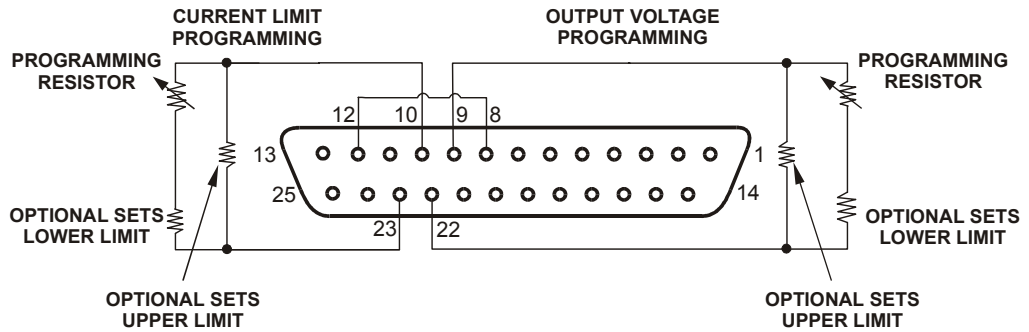 CURRENT LIMIT
PROGRAMMING
OUTPUT VOLTAGE
PROGRAMMING
PROGRAMMING
RESISTOR
PROGRAMMING
RESISTOR
12 10 9 8
13
1
25
14
23 22
OPTIONAL SETS
LOWER LIMIT
OPTIONAL SETS
LOWER LIMIT
OPTIONAL SETS
UPPER LIMIT
OPTIONAL SETS
UPPER LIMIT